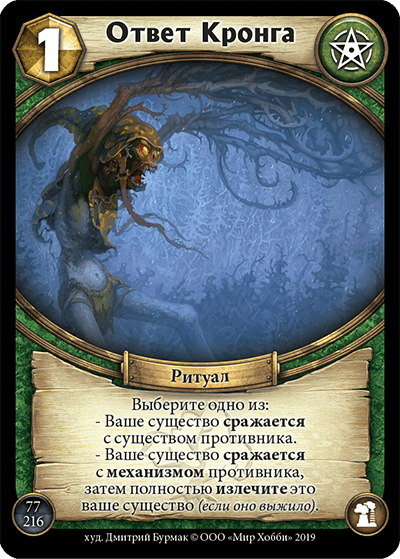 1
Ответ Кронга
Ритуал
Выберите одно из:
- Ваше существо сражается
с существом противника.
- Ваше существо сражается
с механизмом противника,
затем полностью излечите это
ваше существо (если оно выжило).
77
216
худ. Дмитрий Бурмак © ООО «Мир Хобби» 2019